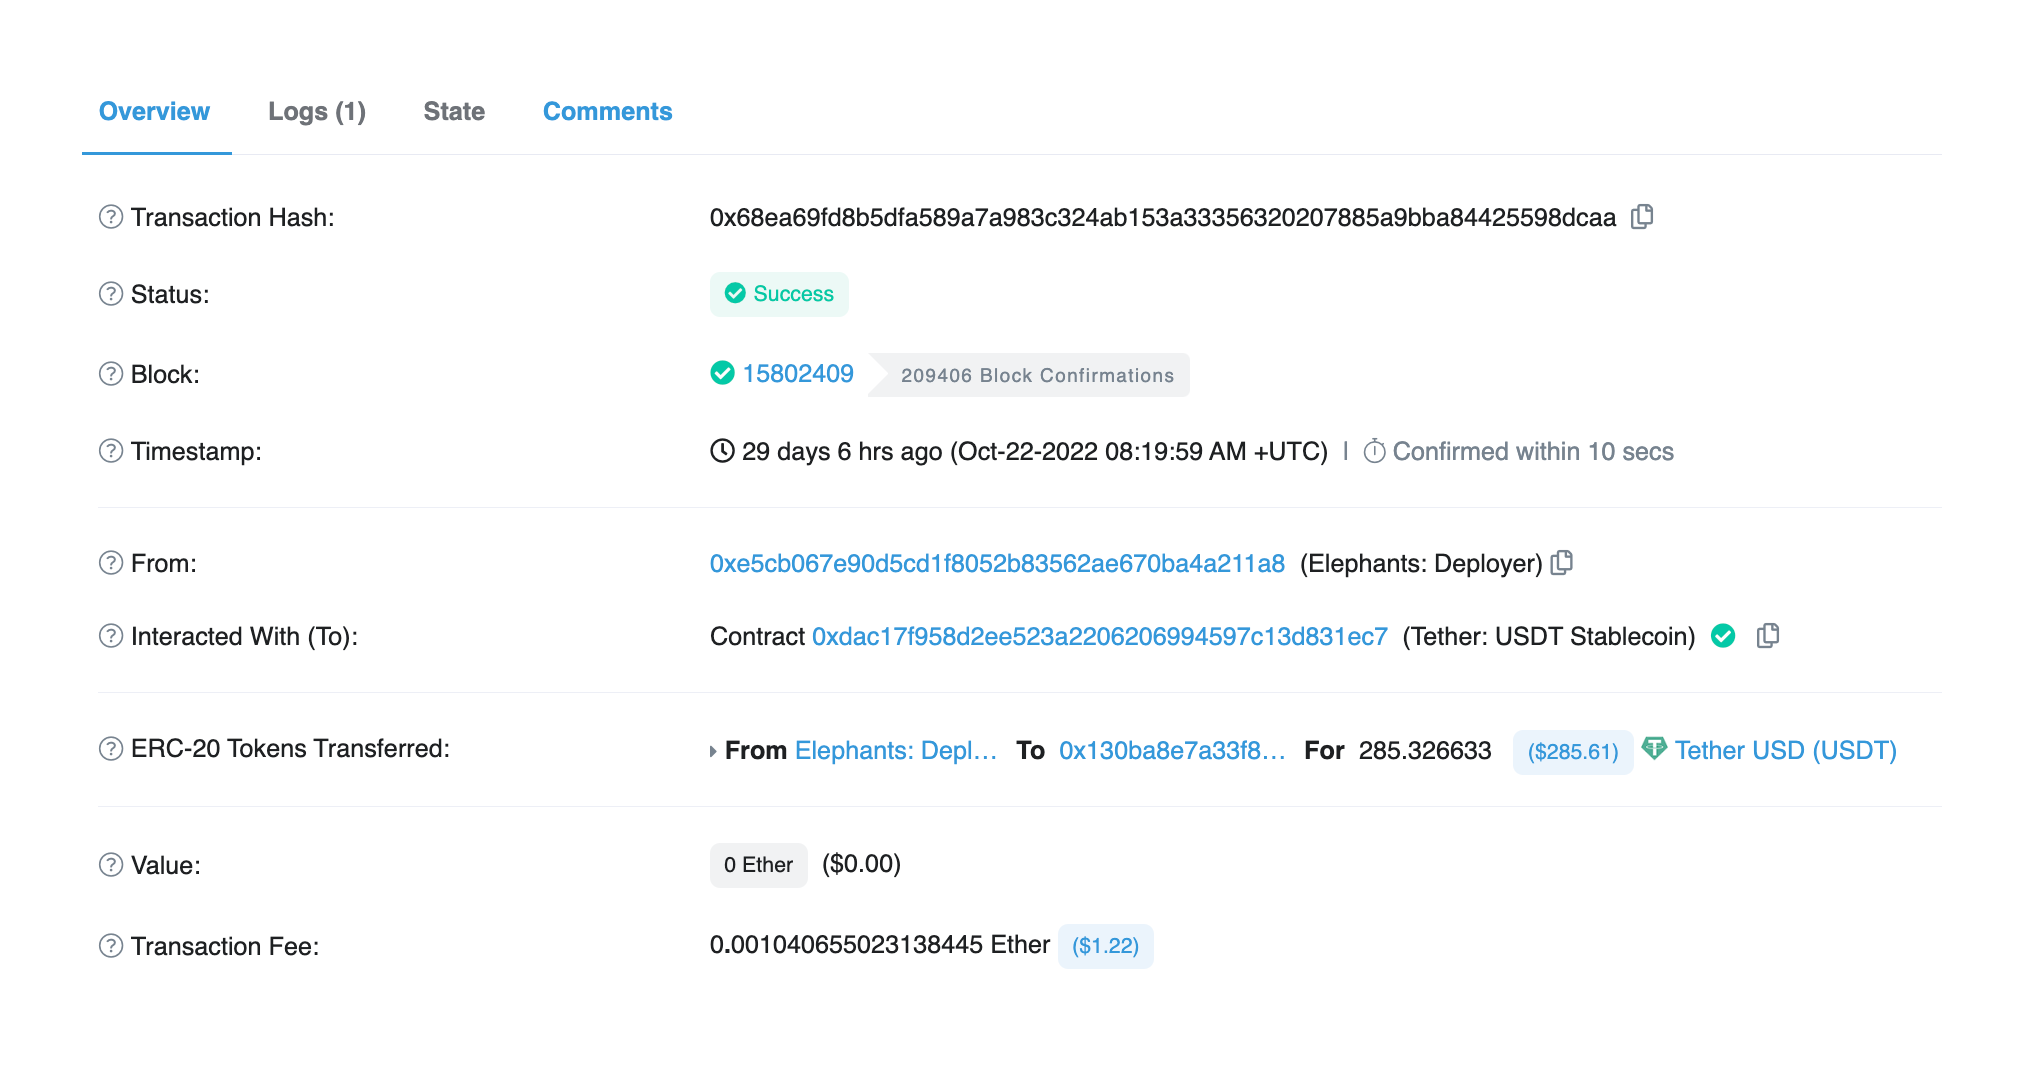 Overview Logs (1) State Comments
Transaction Hash: 0x68ea69fd8b5dfa589a7a983c324ab153a33356320207885a9bba84425598dcaa
Status: Success
Block: 15802409 209406 Block Confirmations
Timestamp: 29 days 6 hrs ago (Oct-22-2022 08:19:59 AM +UTC) | Confirmed within 10 secs
From: 0xe5cb067e90d5cd1f8052b83562ae670ba4a211a8 (Elephants: Deployer)
Interacted With (To): Contract 0xdac17f958d2ee523a2206206994597c13d831ec7 (Tether: USDT Stablecoin)
ERC-20 Tokens Transferred: From Elephants: Depl... To 0x130ba8e7a33f8... For 285.326633 ($285.61) Tether USD (USDT)
Value: 0 Ether ($0.00)
Transaction Fee: 0.001040655023138445 Ether ($1.22)